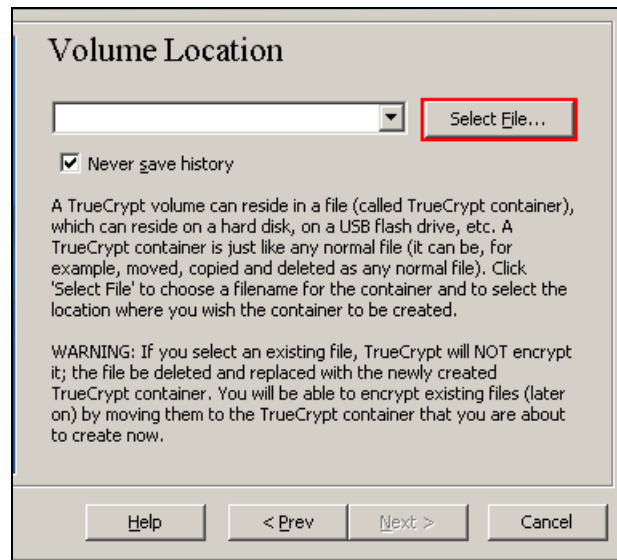 Volume Location
Select File...
Never save history
A TrueCrypt volume can reside in a file (called TrueCrypt container),
which can reside on a hard disk, on a USB flash drive, etc. A
TrueCrypt container is just like any normal file (it can be, for
example, moved, copied and deleted as any normal file). Click
'Select File' to choose a filename for the container and to select the
location where you wish the container to be created.
WARNING: If you select an existing file, TrueCrypt will NOT encrypt
it; the file be deleted and replaced with the newly created
TrueCrypt container. You will be able to encrypt existing files (later
on) by moving them to the TrueCrypt container that you are about
to create now.
Help < Prev Next > Cancel